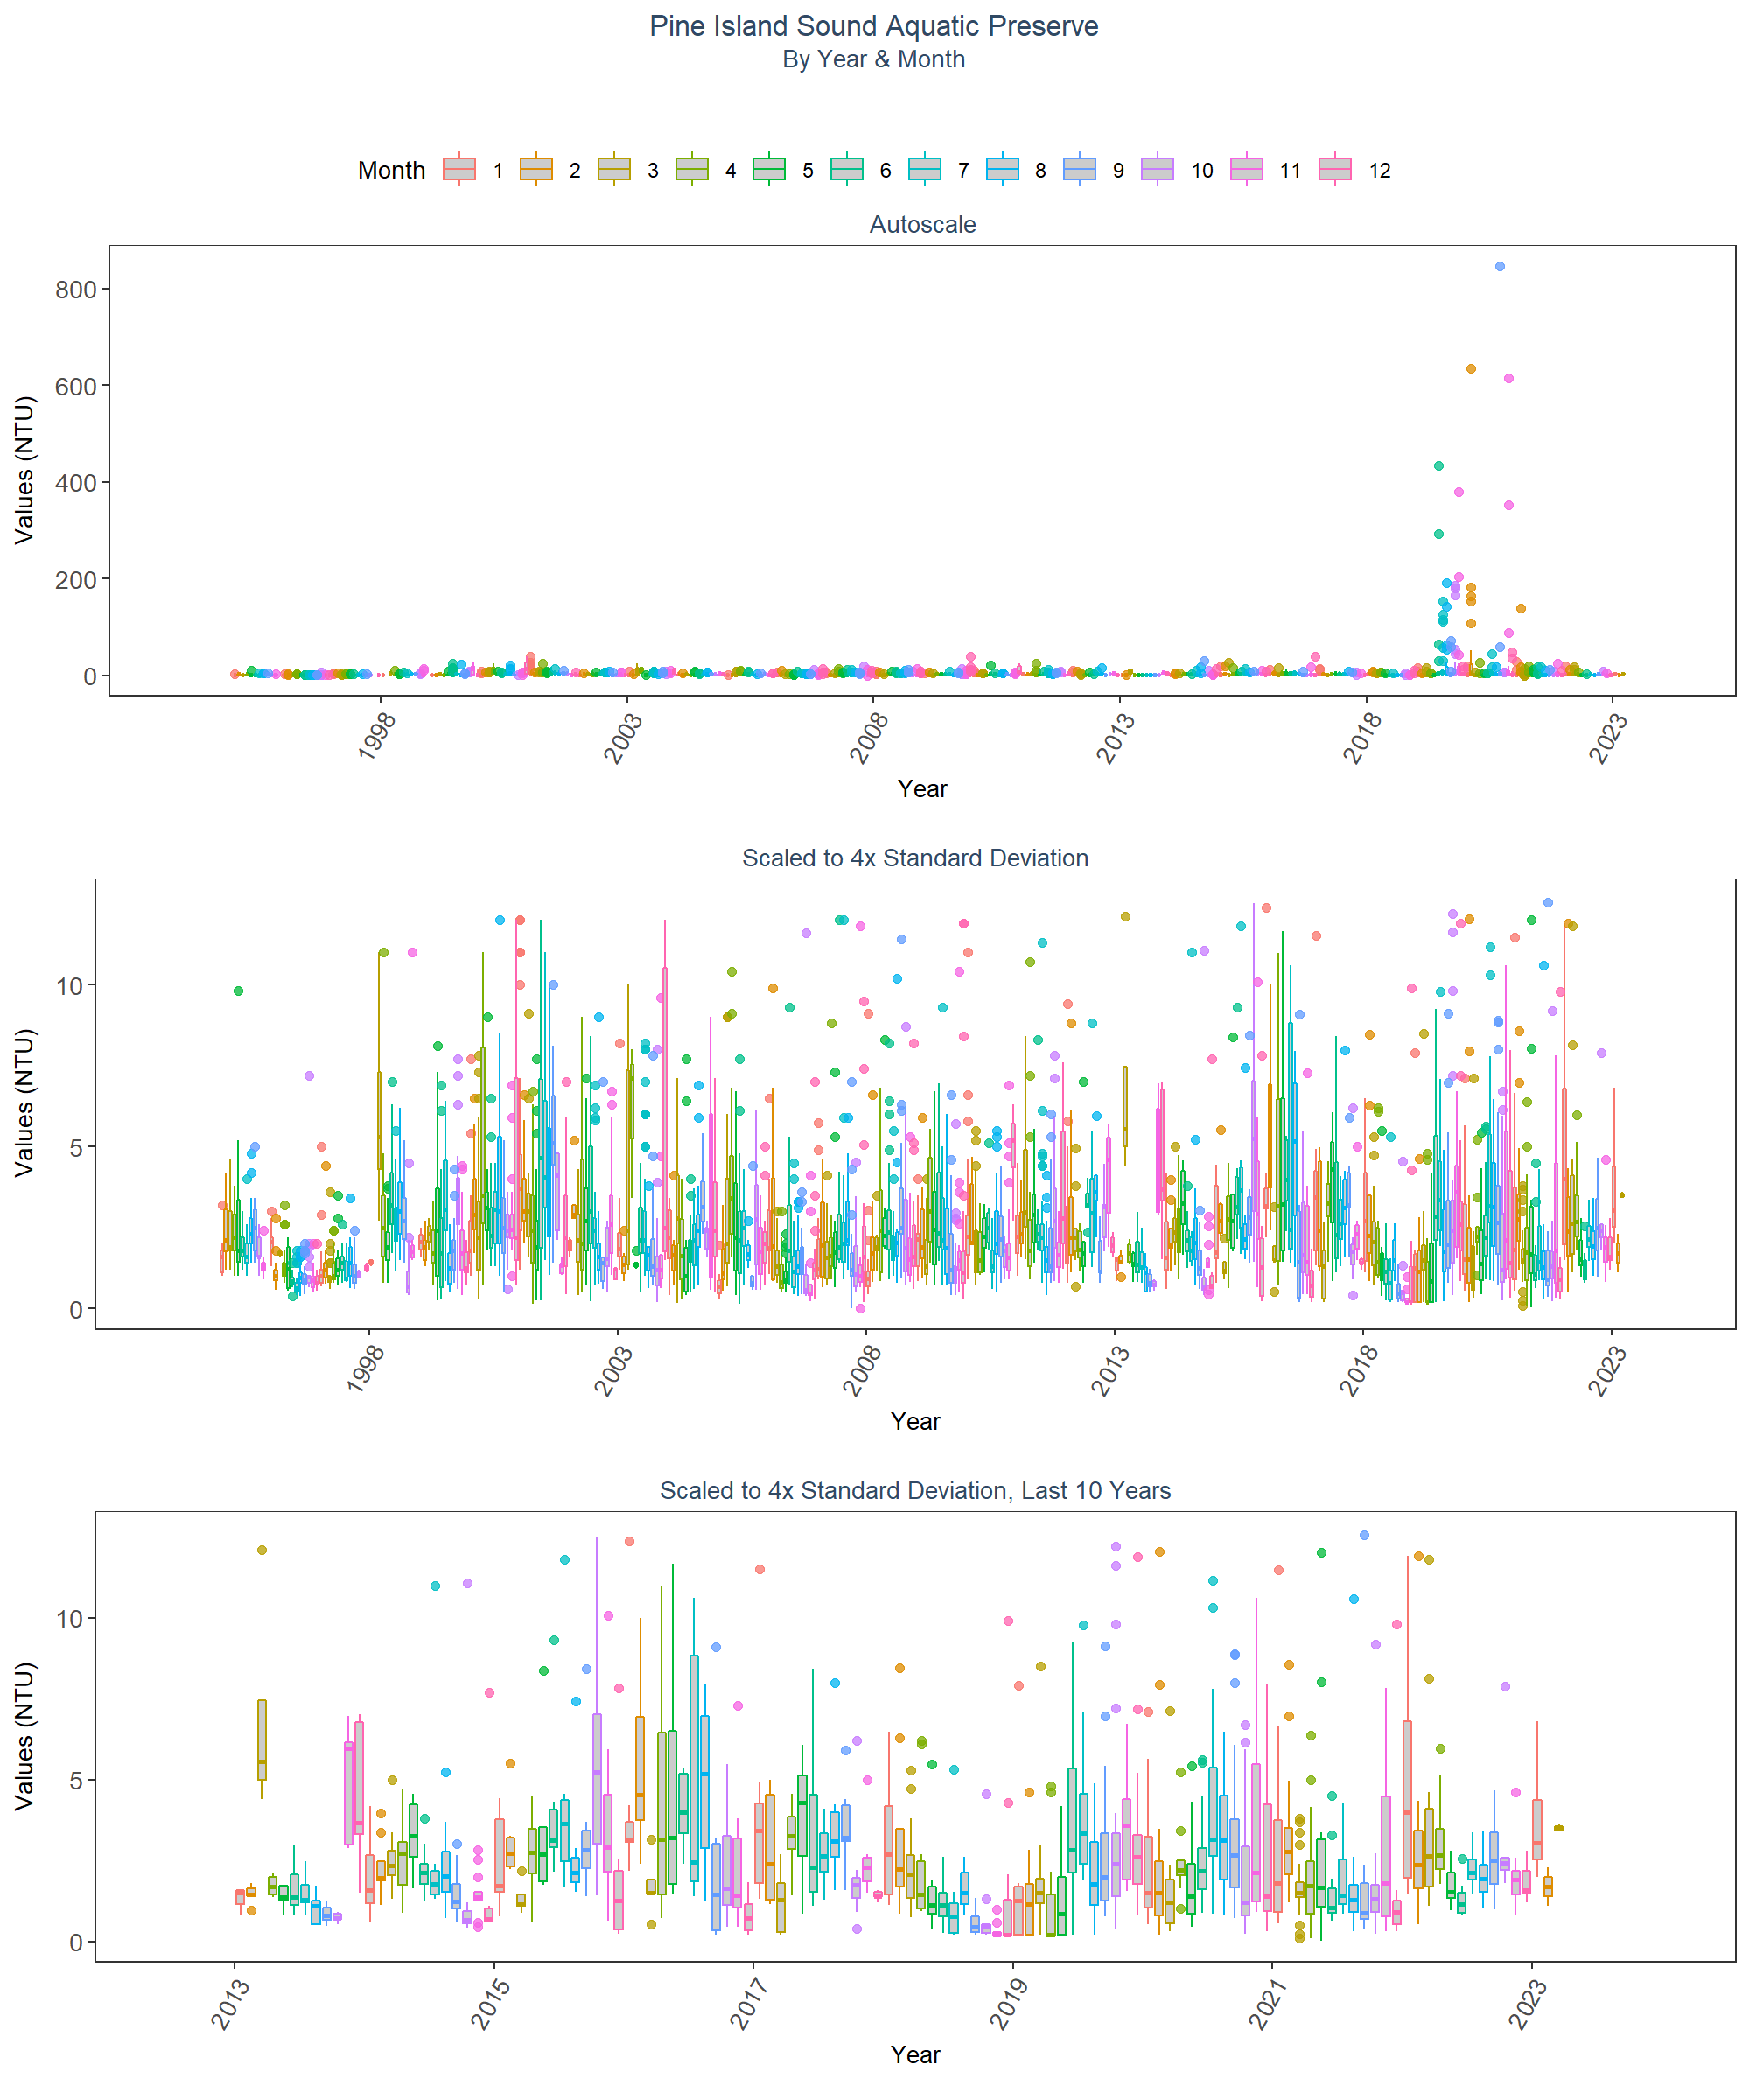 Pine Island Sound Aquatic Preserve
By Year & Month
Month 1 2 3 4 5 6 7 8 9 10 11 12
Autoscale
Values (NTU)
800
600
400
200
0
1998 2003 2008 2013 2018 2023
Year
Scaled to 4x Standard Deviation
Values (NTU)
10
5
0
1998 2003 2008 2013 2018 2023
Year
Scaled to 4x Standard Deviation, Last 10 Years
Values (NTU)
10
5
0
2013 2015 2017 2019 2021 2023
Year